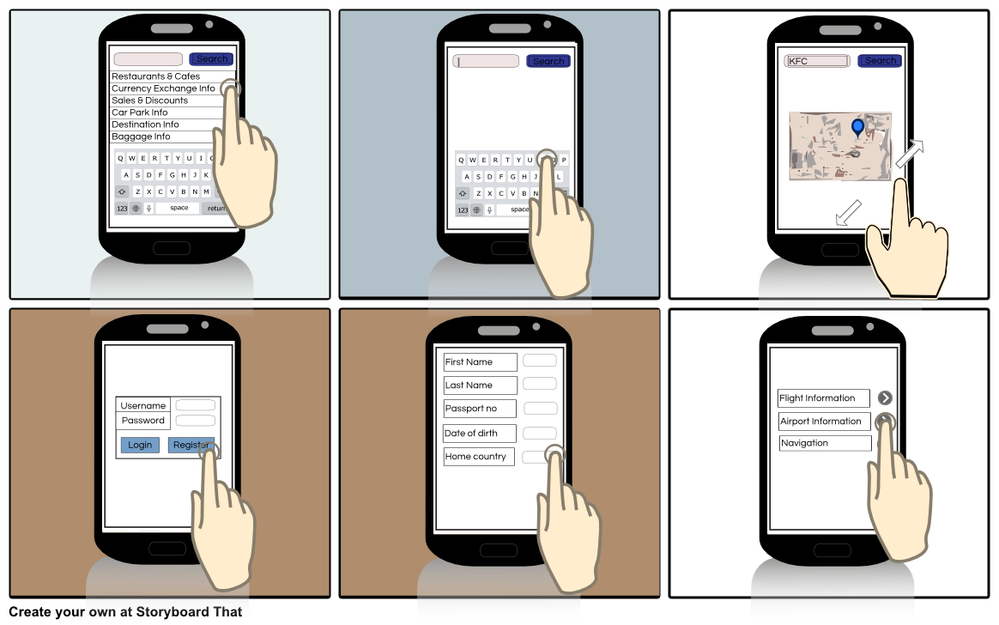 Search
Restaurants & Cafes
Currency Exchange Info
Sales & Discounts
Car Park Info
Destination Info
Baggage Info
Q W E R T Y U I
A S D F G H J K
Z X C V B N M
123 space return
Search
Q W E R T Y U P
A S D F G H J L
Z X C V B N
123 space
KFC Search
Username
Password
Login Register
First Name
Last Name
Passport no
Date of dirth
Home country
Flight Information
Airport Information
Navigation
Create your own at Storyboard That